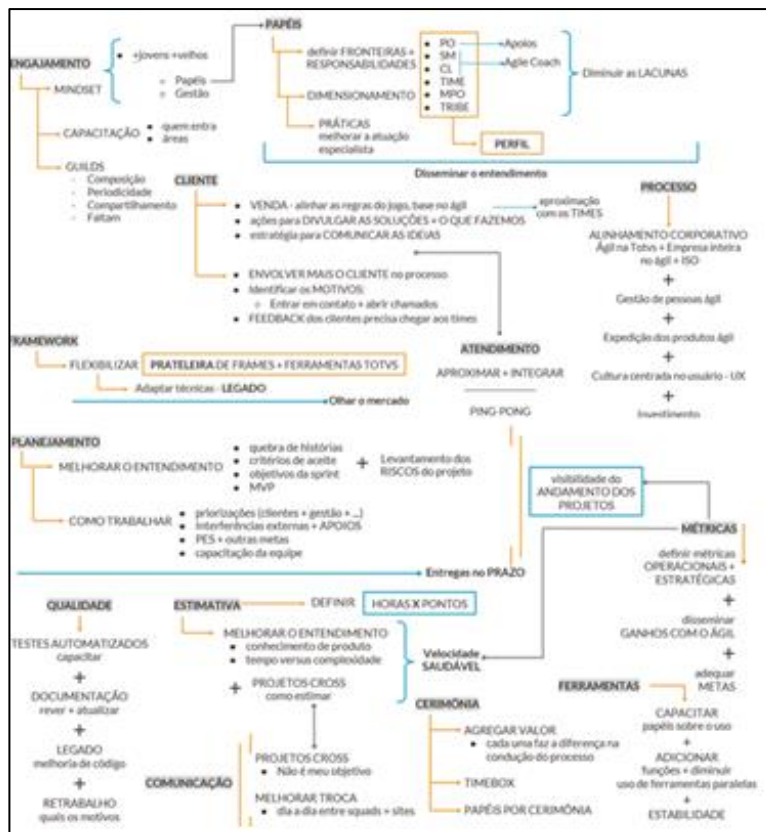 ENGAJAMENTO
MINDSET
+jovens +velhos
Papéis
Gestão
CAPACITAÇÃO
quem entra
áreas
GUILDS
- Composição
- Periodicidade
- Compartilhamento
- Faltam
PAPÉIS
definir FRONTEIRAS +
RESPONSABILIDADES
DIMENSIONAMENTO
PRÁTICAS
melhorar a atuação
especialista
PO
SM
CL
TIME
MPO
TRIBE
Apoios
Agile Coach
Diminuir as LACUNAS
PERFIL
Disseminar o entendimento
CLIENTE
VENDA - alinhar as regras do jogo, base no ágil
ações para DIVULGAR AS SOLUÇÕES + O QUE FAZEMOS
estratégia para COMUNICAR AS IDEIAS
aproximação
com os TIMES
ENVOLVER MAIS O CLIENTE no processo
Identificar os MOTIVOS:
Entrar em contato + abrir chamados
FEEDBACK dos clientes precisa chegar aos times
PROCESSO
ALINHAMENTO CORPORATIVO
Ágil na Totvs + Empresa inteira
no ágil + ISO
+
Gestão de pessoas ágil
+
Expedição dos produtos ágil
+
Cultura centrada no usuário - UX
+
Investimento
FRAMEWORK
FLEXIBILIZAR
PRATELEIRA DE FRAMES + FERRAMENTAS TOTVS
Adaptar técnicas - LEGADO
Olhar o mercado
ATENDIMENTO
APROXIMAR + INTEGRAR
PING-PONG
PLANEJAMENTO
MELHORAR O ENTENDIMENTO
quebra de histórias
critérios de aceite
objetivos da sprint
MVP
+
Levantamento dos
RISCOS do projeto
COMO TRABALHAR
priorizações (clientes + gestão + ...)
Interferências externas + APOIOS
PES + outras metas
capacitação da equipe
Entregas no PRAZO
visibilidade do
ANDAMENTO DOS
PROJETOS
MÉTRICAS
definir métricas
OPERACIONAIS +
ESTRATÉGICAS
+
disseminar
GANHOS COM O ÁGIL
+
adequar
METAS
QUALIDADE
TESTES AUTOMATIZADOS
capacitar
+
DOCUMENTAÇÃO
rever + atualizar
+
LEGADO
melhoria de código
+
RETRABALHO
quais os motivos
ESTIMATIVA
DEFINIR
HORAS X PONTOS
MELHORAR O ENTENDIMENTO
conhecimento de produto
tempo versus complexidade
+
PROJETOS CROSS
como estimar
Velocidade
SAUDÁVEL
COMUNICAÇÃO
PROJETOS CROSS
Não é meu objetivo
MELHORAR TROCA
dia a dia entre squads + sites
CERIMÔNIA
AGREGAR VALOR
cada uma faz a diferença na
condução do processo
TIMEBOX
PAPÉIS POR CERIMÔNIA
FERRAMENTAS
CAPACITAR
papéis sobre o uso
+
ADICIONAR
funções + diminuir
uso de ferramentas paralelas
+
ESTABILIDADE